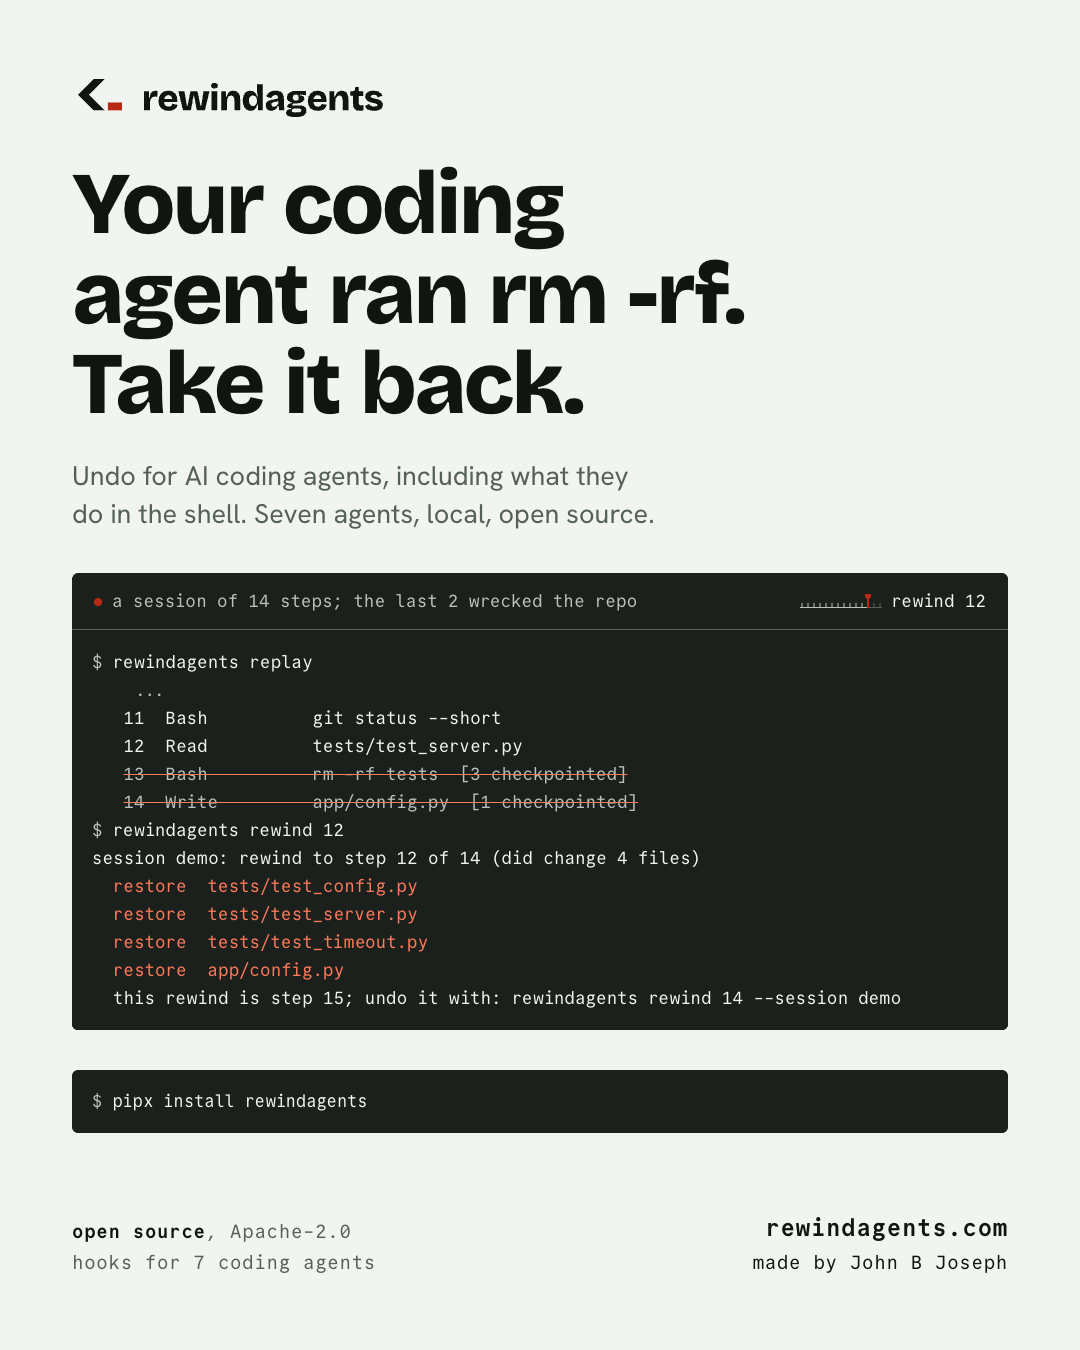 rewindagents
Your coding
agent ran rm -rf.
Take it back.
Undo for AI coding agents, including what they
do in the shell. Seven agents, local, open source.
a session of 14 steps; the last 2 wrecked the repo rewind 12
$ rewindagents replay
...
11 Bash git status --short
12 Read tests/test_server.py
13 Bash rm -rf tests [3 checkpointed]
14 Write app/config.py [1 checkpointed]
$ rewindagents rewind 12
session demo: rewind to step 12 of 14 (did change 4 files)
restore tests/test_config.py
restore tests/test_server.py
restore tests/test_timeout.py
restore app/config.py
this rewind is step 15; undo it with: rewindagents rewind 14 --session demo
$ pipx install rewindagents
open source, Apache-2.0
hooks for 7 coding agents
rewindagents.com
made by John B Joseph